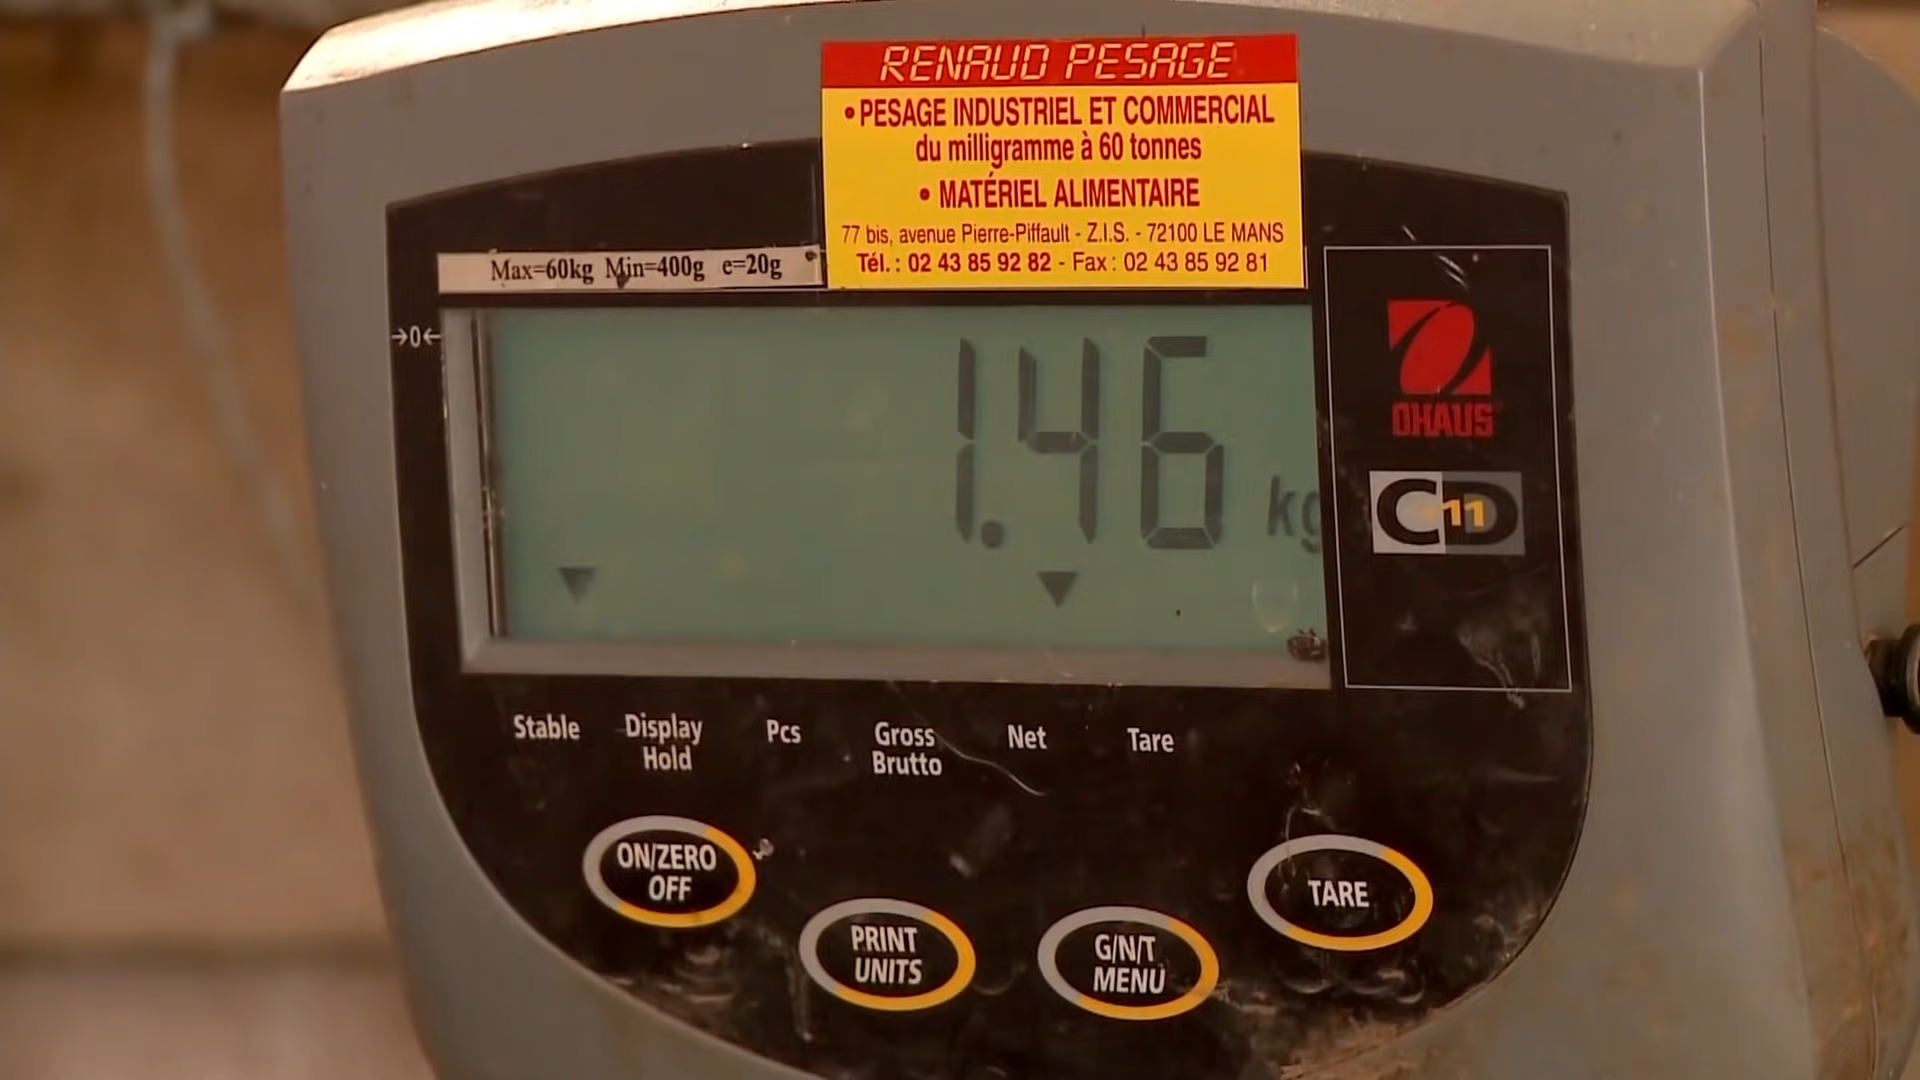 RENAUD PESAGE
• PESAGE INDUSTRIEL ET COMMERCIAL
du milligramme à 60 tonnes
• MATÉRIEL ALIMENTAIRE
77 bis, avenue Pierre-Piffault - Z.I.S. - 72100 LE MANS
Tél. : 02 43 85 92 82 - Fax : 02 43 85 92 81
Max=60kg Min=400g e=20g
→0←
1.46 kg
OHAUS
CD11
Stable
Display
Hold
Pcs
Gross
Brutto
Net
Tare
ON/ZERO
OFF
PRINT
UNITS
G/N/T
MENU
TARE